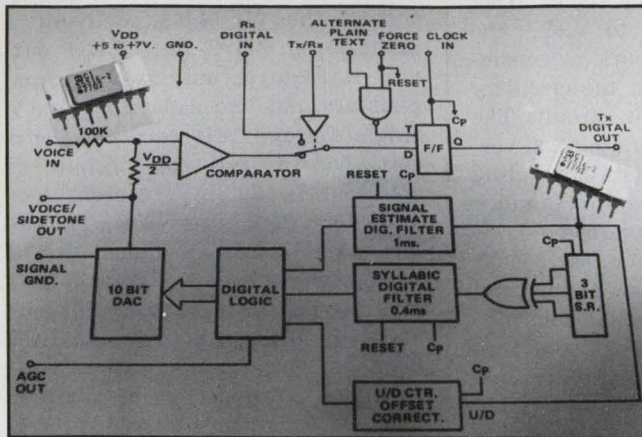 VDD
+5 to +7V.
GND.
Rx
DIGITAL
IN
Tx/Rx
ALTERNATE
PLAIN
TEXT
FORCE
ZERO
CLOCK
IN
RESET
Cp
Tx
DIGITAL
OUT
100K
VOICE
IN
VDD
2
COMPARATOR
T
D
F/F
Q
VOICE/
SIDETONE
OUT
RESET Cp
SIGNAL
ESTIMATE
DIG. FILTER
1ms.
SIGNAL
GND.
10 BIT
DAC
DIGITAL
LOGIC
SYLLABIC
DIGITAL
FILTER
0.4ms
Cp
3
BIT
S.R.
RESET Cp
AGC
OUT
U/D CTR.
OFFSET
CORRECT.
Cp
U/D